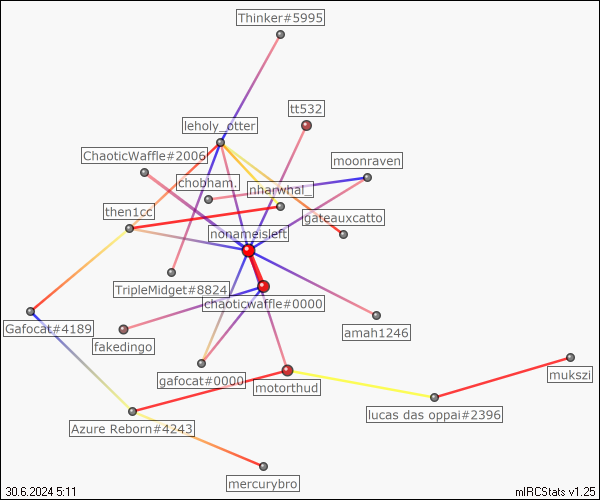 Thinker#5995
tt532
leholy_otter
ChaoticWaffle#2006
moonraven
chobham.
nharwhal_
then1cc
gateauxcatto
nonameisleft
TripleMidget#8824
chaoticwaffle#0000
Gafocat#4189
amah1246
fakedingo
gafocat#0000
motorthud
mukszi
lucas das oppai#2396
Azure Reborn#4243
mercurybro
30.6.2024 5:11
mIRCStats v1.25